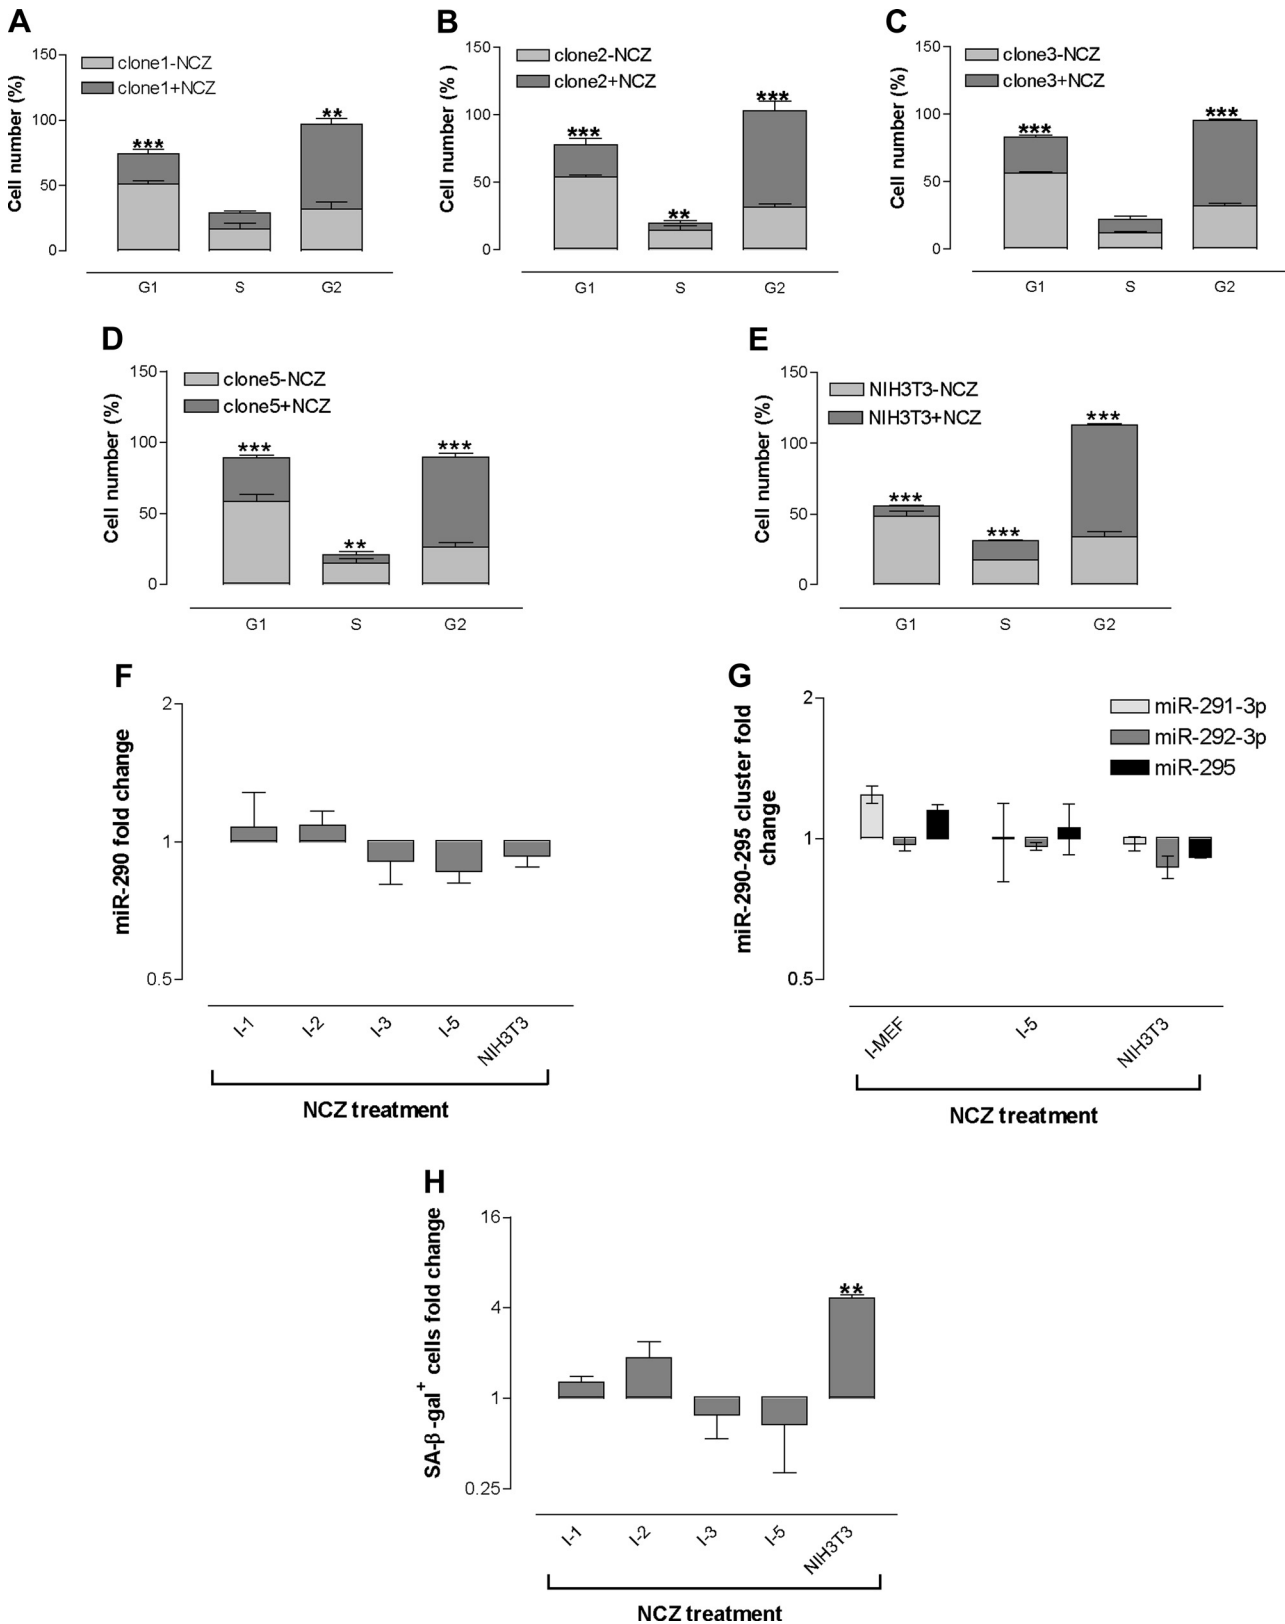 A
Cell number (%)
150
100
50
0
clone1-NCZ
clone1+NCZ
***
**
G1 S G2
B
Cell number (% )
150
100
50
0
clone2-NCZ
clone2+NCZ
***
**
***
G1 S G2
C
Cell number (%)
150
100
50
0
clone3-NCZ
clone3+NCZ
***
***
G1 S G2
D
Cell number (%)
150
100
50
0
clone5-NCZ
clone5+NCZ
***
**
***
G1 S G2
E
Cell number (%)
150
100
50
0
NIH3T3-NCZ
NIH3T3+NCZ
***
***
***
G1 S G2
F
miR-290 fold change
2
1
0.5
I-1 I-2 I-3 I-5 NIH3T3
NCZ treatment
G
miR-290-295 cluster fold
change
2
1
0.5
miR-291-3p
miR-292-3p
miR-295
I-MEF I-5 NIH3T3
NCZ treatment
H
SA-β-gal+ cells fold change
16
4
1
0.25
**
I-1 I-2 I-3 I-5 NIH3T3
NCZ treatment